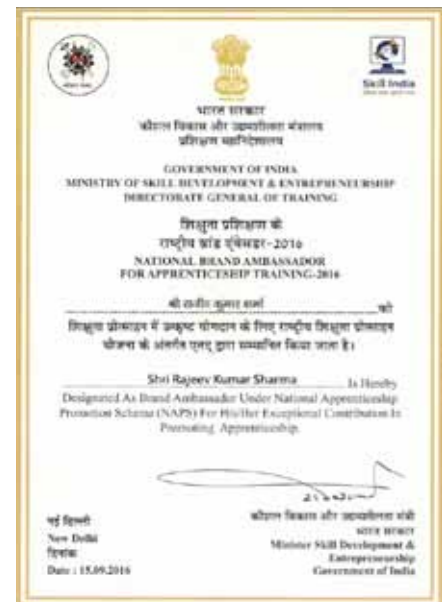 Skill India
भारत सरकार
कौशल विकास और उद्यमशीलता मंत्रालय
प्रशिक्षण महानिदेशालय
GOVERNMENT OF INDIA
MINISTRY OF SKILL DEVELOPMENT & ENTREPRENEURSHIP
DIRECTORATE GENERAL OF TRAINING
शिक्षुता प्रशिक्षण के
राष्ट्रीय ब्रांड एंबेसडर-2016
NATIONAL BRAND AMBASSADOR
FOR APPRENTICESHIP TRAINING-2016
श्री राजीव कुमार शर्मा को
शिक्षुता प्रोत्साहन में उत्कृष्ट योगदान के लिए राष्ट्रीय शिक्षुता प्रोत्साहन
योजना के अंतर्गत एतद् द्वारा सम्मानित किया जाता है।
Shri Rajeev Kumar Sharma Is Hereby
Designated As Brand Ambassador Under National Apprenticeship
Promotion Scheme (NAPS) For His/Her Exceptional Contribution In
Promoting Apprenticeship.
नई दिल्ली
New Delhi
दिनांक
Date : 15.09.2016
कौशल विकास और उद्यमशीलता मंत्री
भारत सरकार
Minister Skill Development &
Entrepreneurship
Government of India